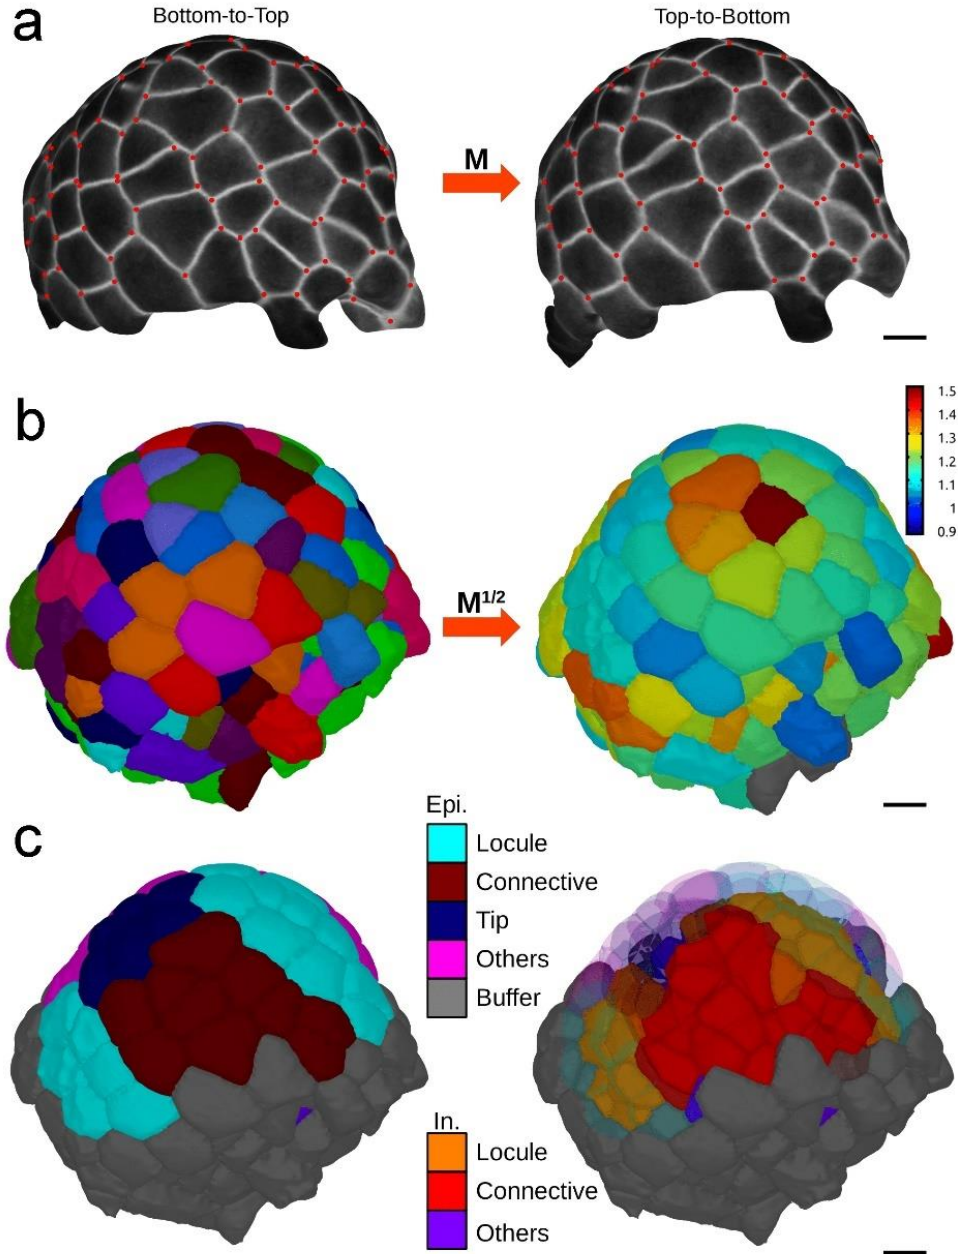 a
Bottom-to-Top
Top-to-Bottom
M
b
1.5
1.4
1.3
1.2
1.1
1
0.9
M1/2
c
Epi.
Locule
Connective
Tip
Others
Buffer
In.
Locule
Connective
Others